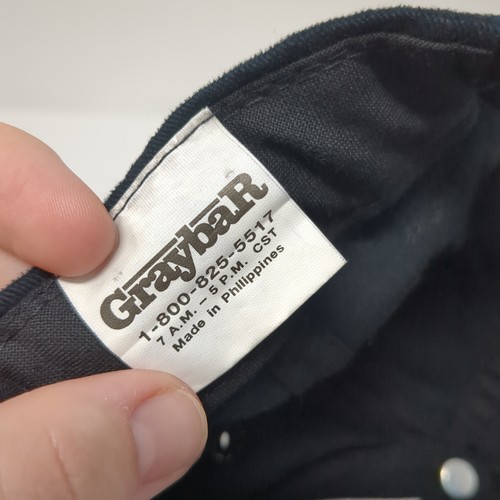 GraybaR
1-800-825-5517
7 A.M. - 5 P.M. CST
Made in Philippines